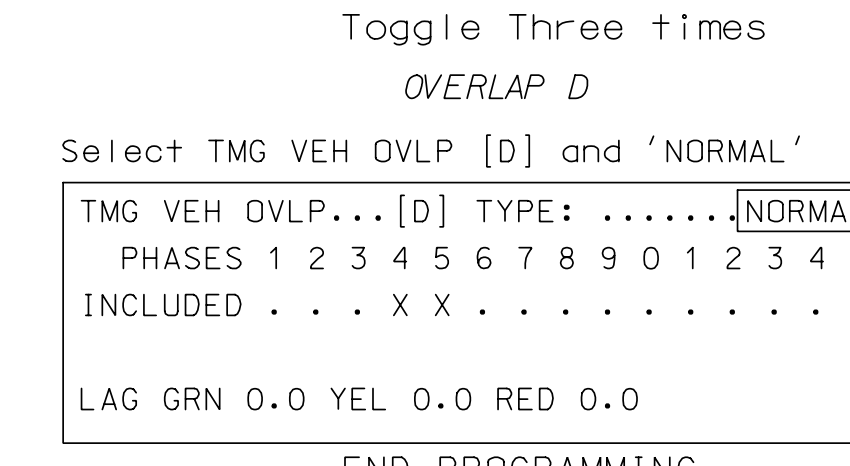 Toggle Three times
OVERLAP D
Select TMG VEH OVLP [D] and 'NORMAL'
TMG VEH OVLP...[D] TYPE: .......NORMA
PHASES 1 2 3 4 5 6 7 8 9 0 1 2 3 4
INCLUDED . . . X X . . . . . . . . .
LAG GRN 0.0 YEL 0.0 RED 0.0
END PROGRAMMING